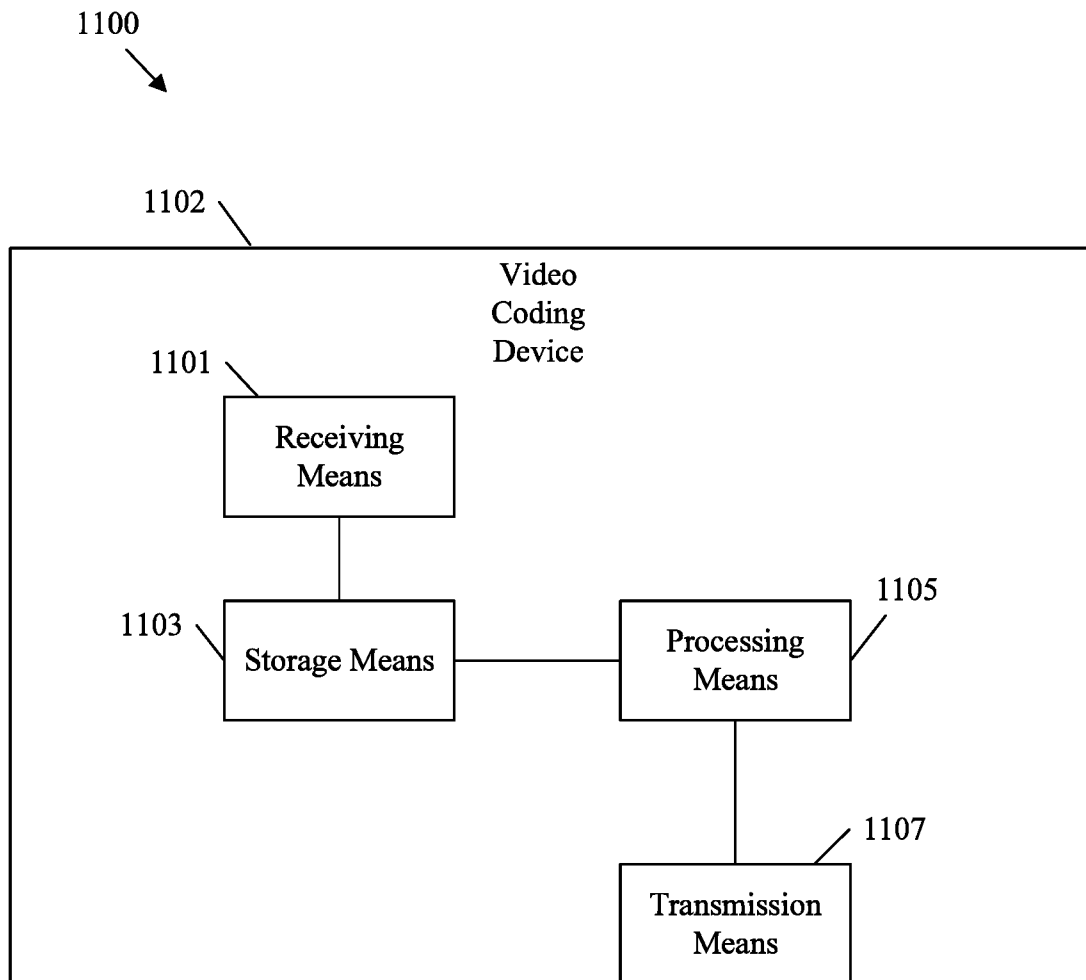 1100
1102
Video
Coding
Device
1101
Receiving
Means
1103
Storage Means
1105
Processing
Means
1107
Transmission
Means